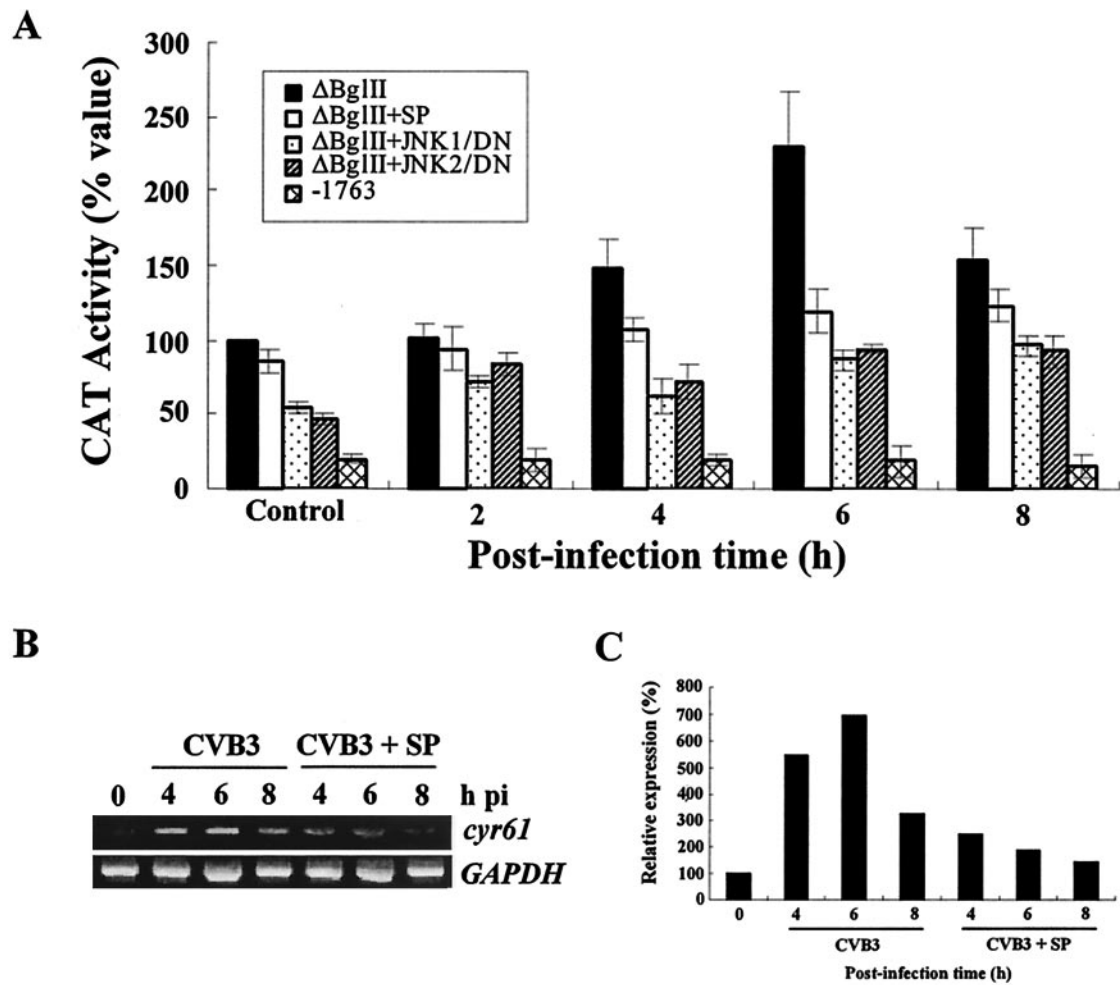 A
CAT Activity (% value)
300
250
200
150
100
50
0
ΔBglII
ΔBglII+SP
ΔBglII+JNK1/DN
ΔBglII+JNK2/DN
-1763
Control 2 4 6 8
Post-infection time (h)
B
CVB3 CVB3 + SP
0 4 6 8 4 6 8 h pi
cyr61
GAPDH
C
Relative expression (%)
800
700
600
500
400
300
200
100
0
0 4 6 8 4 6 8
CVB3 CVB3 + SP
Post-infection time (h)